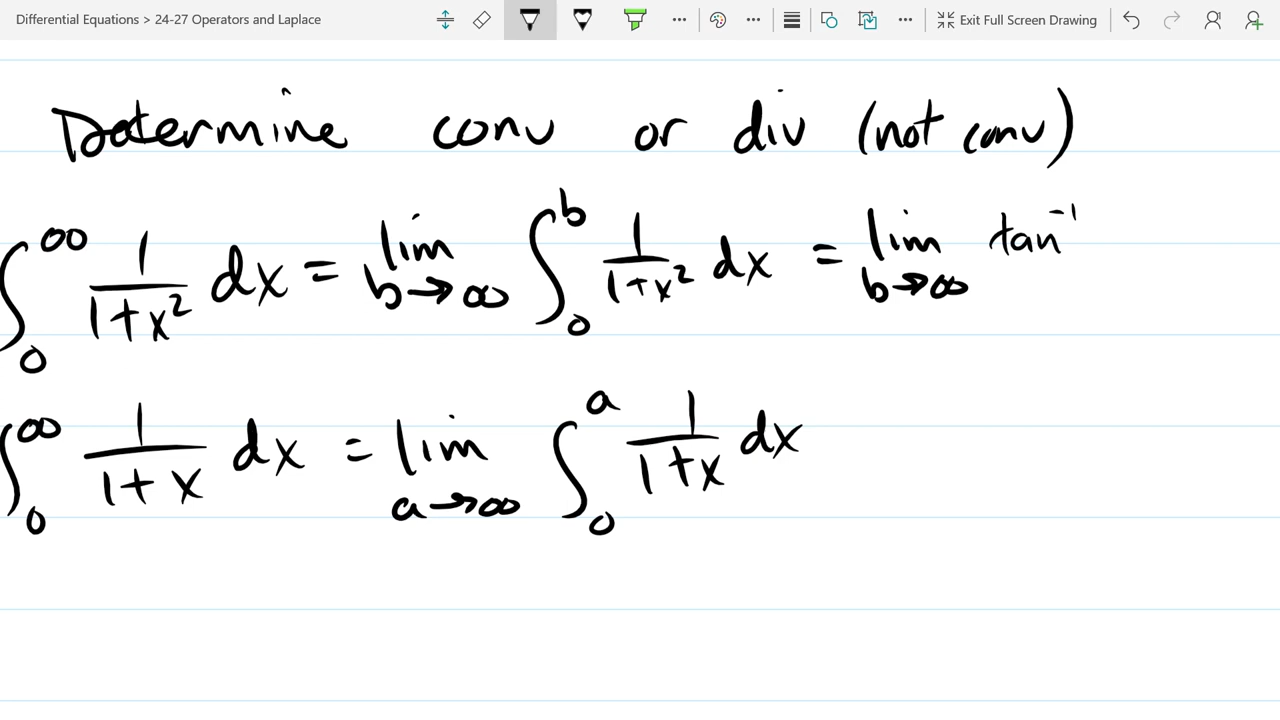 Differential Equations > 24-27 Operators and Laplace
Exit Full Screen Drawing
Determine conv or div (not conv)
∫₀^∞ 1/(1+x²) dx = lim_{b→∞} ∫₀^b 1/(1+x²) dx = lim_{b→∞} tan⁻¹
∫₀^∞ 1/(1+x) dx = lim_{a→∞} ∫₀^a 1/(1+x) dx